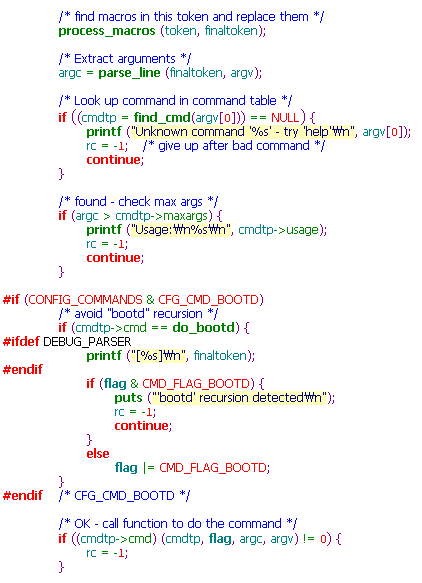 /* find macros in this token and replace them */
process_macros (token, finaltoken);
/* Extract arguments */
argc = parse_line (finaltoken, argv);
/* Look up command in command table */
if ((cmdtp = find_cmd(argv[0])) == NULL) {
printf ("Unknown command '%s' - try 'help'₩n", argv[0]);
rc = -1;    /* give up after bad command */
continue;
}
/* found - check max args */
if (argc > cmdtp->maxargs) {
printf ("Usage:₩n%s₩n", cmdtp->usage);
rc = -1;
continue;
}
#if (CONFIG_COMMANDS & CFG_CMD_BOOTD)
/* avoid "bootd" recursion */
if (cmdtp->cmd == do_bootd) {
#ifdef DEBUG_PARSER
printf ("[%s]₩n", finaltoken);
#endif
if (flag & CMD_FLAG_BOOTD) {
puts ("'bootd' recursion detected₩n");
rc = -1;
continue;
}
else
flag |= CMD_FLAG_BOOTD;
}
#endif    /* CFG_CMD_BOOTD */
/* OK - call function to do the command */
if ((cmdtp->cmd) (cmdtp, flag, argc, argv) != 0) {
rc = -1;
}